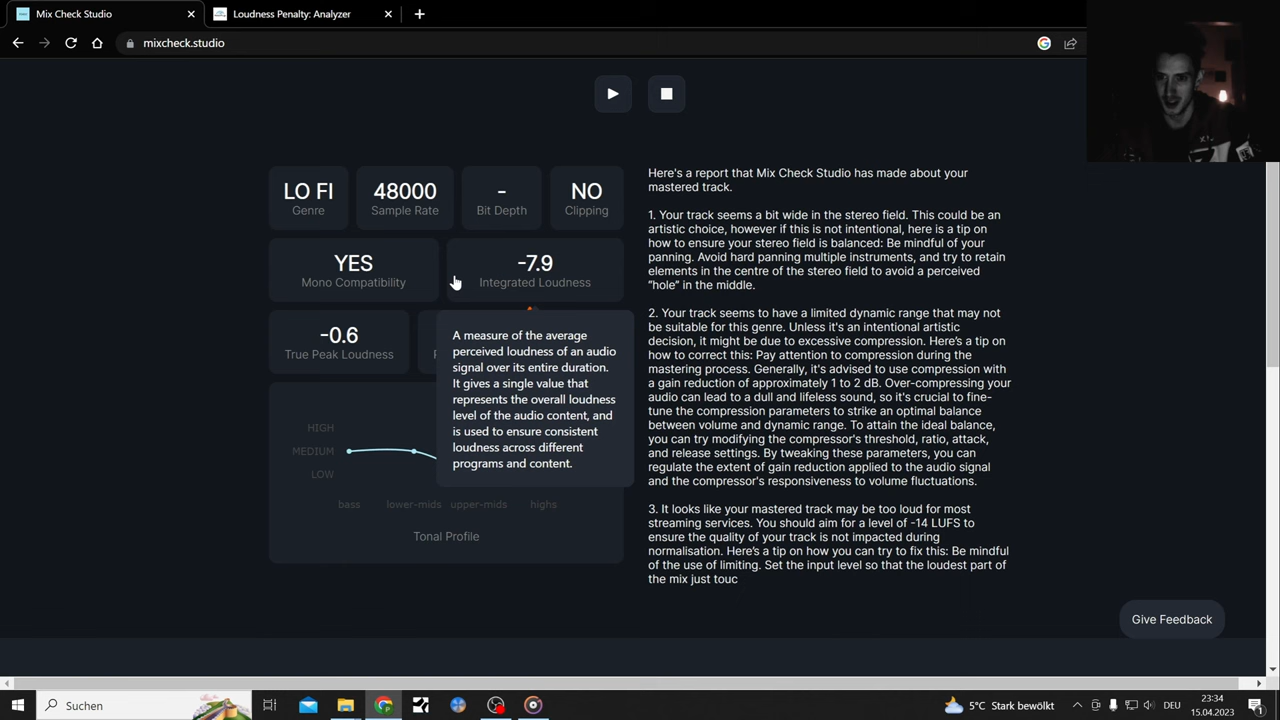 Mix Check Studio
Loudness Penalty: Analyzer
mixcheck.studio
LO FI
Genre
48000
Sample Rate
-
Bit Depth
NO
Clipping
YES
Mono Compatibility
-7.9
Integrated Loudness
-0.6
True Peak Loudness
A measure of the average
perceived loudness of an audio
signal over its entire duration.
It gives a single value that
represents the overall loudness
level of the audio content, and
is used to ensure consistent
loudness across different
programs and content.
HIGH
MEDIUM
LOW
bass
lower-mids
upper-mids
highs
Tonal Profile
Here's a report that Mix Check Studio has made about your
mastered track.
1. Your track seems a bit wide in the stereo field. This could be an
artistic choice, however if this is not intentional, here is a tip on
how to ensure your stereo field is balanced: Be mindful of your
panning. Avoid hard panning multiple instruments, and try to retain
elements in the centre of the stereo field to avoid a perceived
“hole” in the middle.
2. Your track seems to have a limited dynamic range that may not
be suitable for this genre. Unless it's an intentional artistic
decision, it might be due to excessive compression. Here’s a tip on
how to correct this: Pay attention to compression during the
mastering process. Generally, it's advised to use compression with
a gain reduction of approximately 1 to 2 dB. Over-compressing your
audio can lead to a dull and lifeless sound, so it's crucial to fine-
tune the compression parameters to strike an optimal balance
between volume and dynamic range. To attain the ideal balance,
you can try modifying the compressor's threshold, ratio, attack,
and release settings. By tweaking these parameters, you can
regulate the extent of gain reduction applied to the audio signal
and the compressor's responsiveness to volume fluctuations.
3. It looks like your mastered track may be too loud for most
streaming services. You should aim for a level of -14 LUFS to
ensure the quality of your track is not impacted during
normalisation. Here’s a tip on how you can try to fix this: Be mindful
of the use of limiting. Set the input level so that the loudest part of
the mix just touc
Give Feedback
Suchen
5°C Stark bewölkt
DEU
23:34
15.04.2023